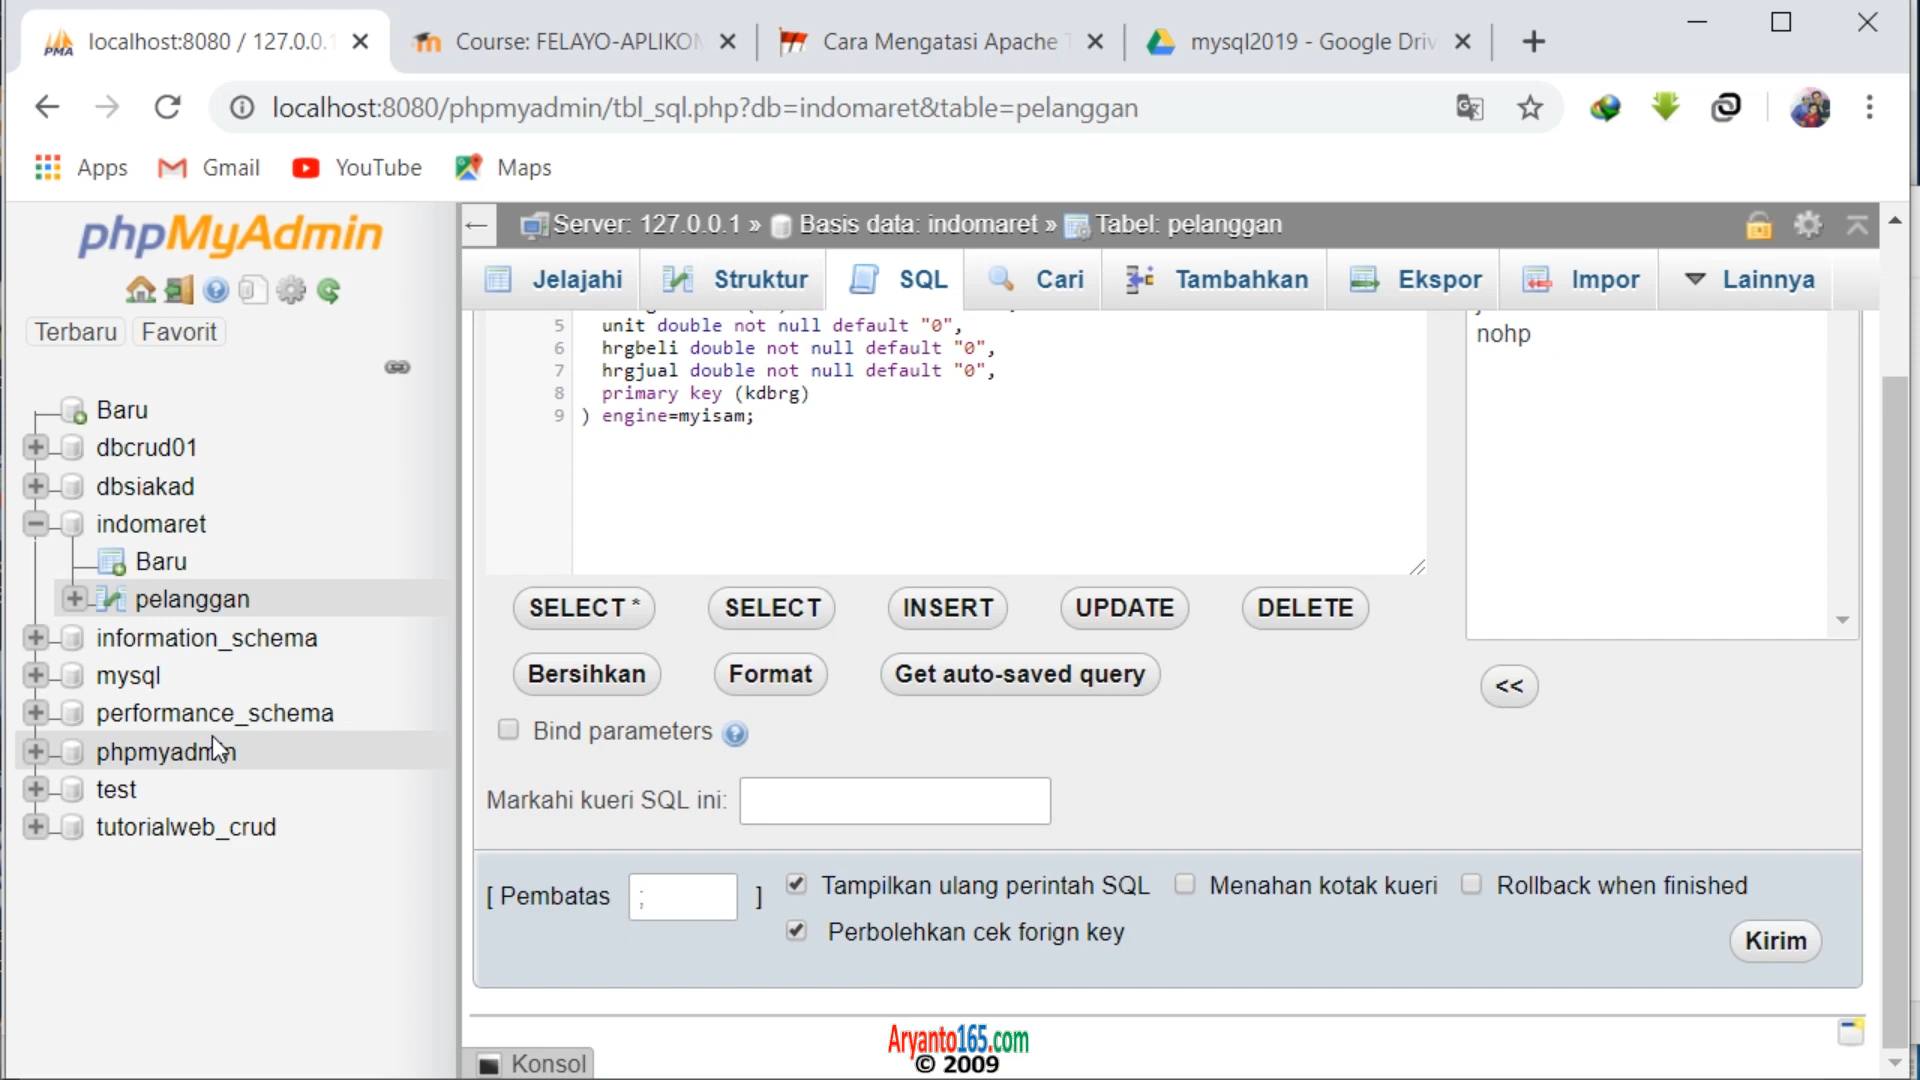 localhost:8080 / 127.0.0.1
Course: FELAYO-APLIKOM
Cara Mengatasi Apache T
mysql2019 - Google Driv
localhost:8080/phpmyadmin/tbl_sql.php?db=indomaret&table=pelanggan
Apps
Gmail
YouTube
Maps
phpMyAdmin
Terbaru
Favorit
Baru
dbcrud01
dbsiakad
indomaret
Baru
pelanggan
information_schema
mysql
performance_schema
phpmyadmin
test
tutorialweb_crud
Server: 127.0.0.1 » Basis data: indomaret » Tabel: pelanggan
Jelajahi
Struktur
SQL
Cari
Tambahkan
Ekspor
Impor
Lainnya
5 unit double not null default "0",
6 hrgbeli double not null default "0",
7 hrgjual double not null default "0",
8 primary key (kdbrg)
9 ) engine=myisam;
nohp
SELECT *
SELECT
INSERT
UPDATE
DELETE
Bersihkan
Format
Get auto-saved query
<<
Bind parameters
Markahi kueri SQL ini:
[ Pembatas ; ]
Tampilkan ulang perintah SQL
Menahan kotak kueri
Rollback when finished
Perbolehkan cek forign key
Kirim
Konsol
Aryanto165.com
© 2009